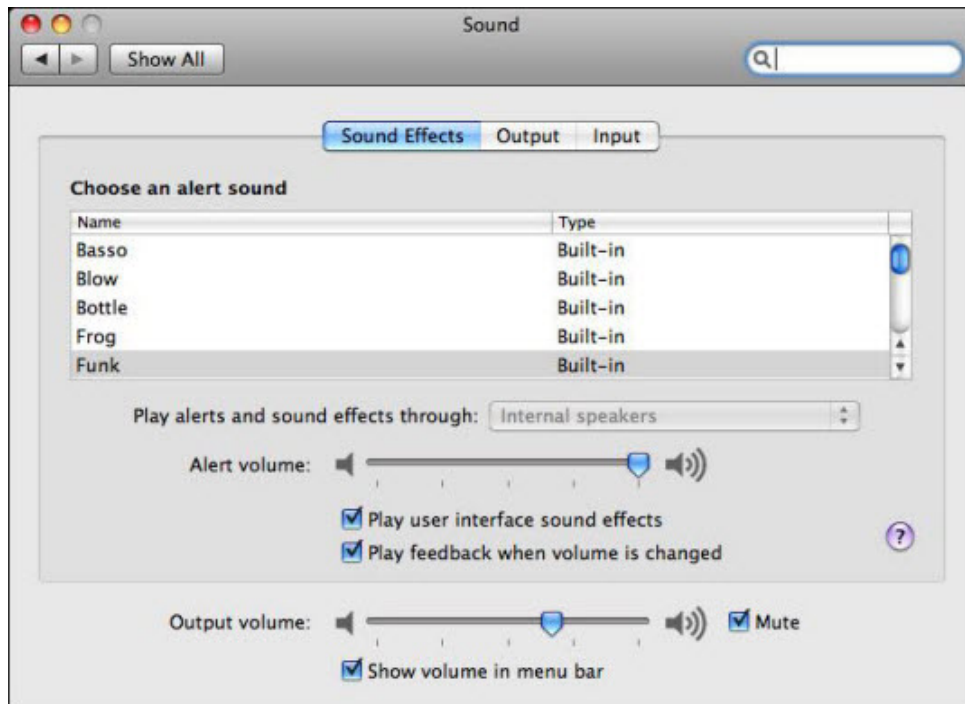 Sound
Show All
Sound Effects Output Input
Choose an alert sound
Name Type
Basso Built-in
Blow Built-in
Bottle Built-in
Frog Built-in
Funk Built-in
Play alerts and sound effects through: Internal speakers
Alert volume:
Play user interface sound effects
?
Play feedback when volume is changed
Output volume: Mute
Show volume in menu bar